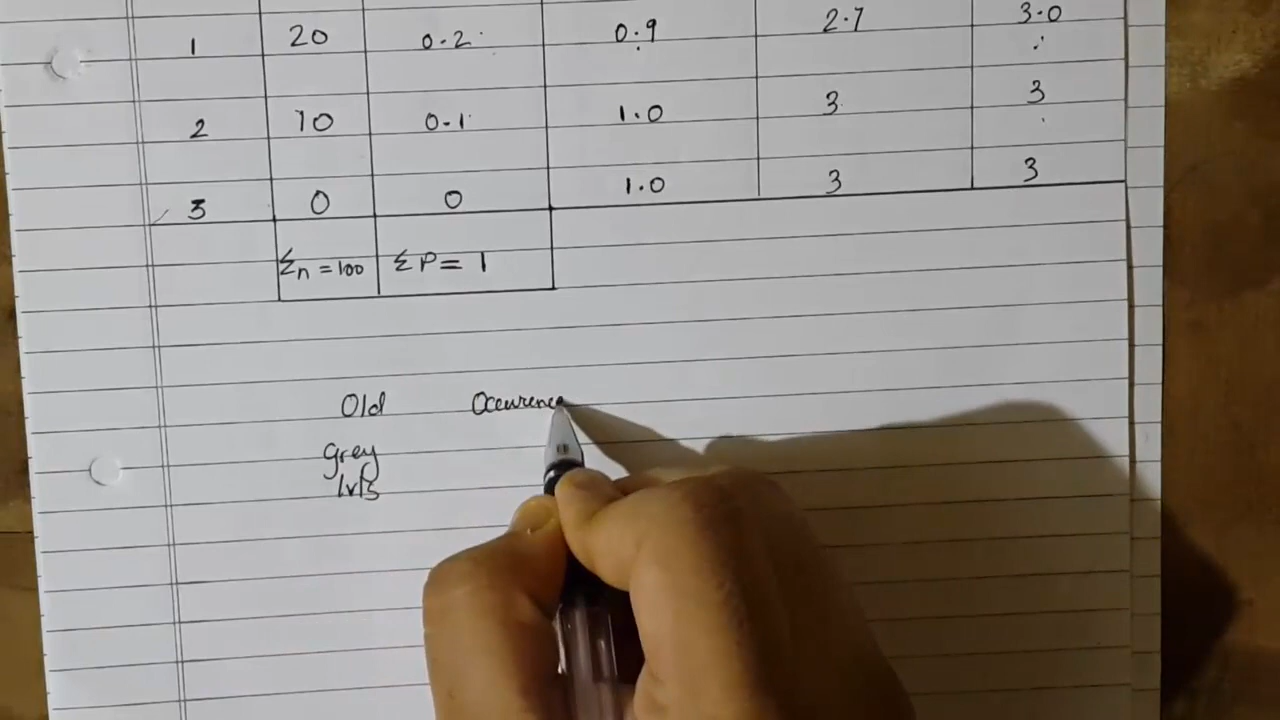 1 20 0.2 0.9 2.7 3.0
2 10 0.1 1.0 3 3
3 0 0 1.0 3 3
Σn = 100 ΣP = 1
Old Ocurence
grey
lvls